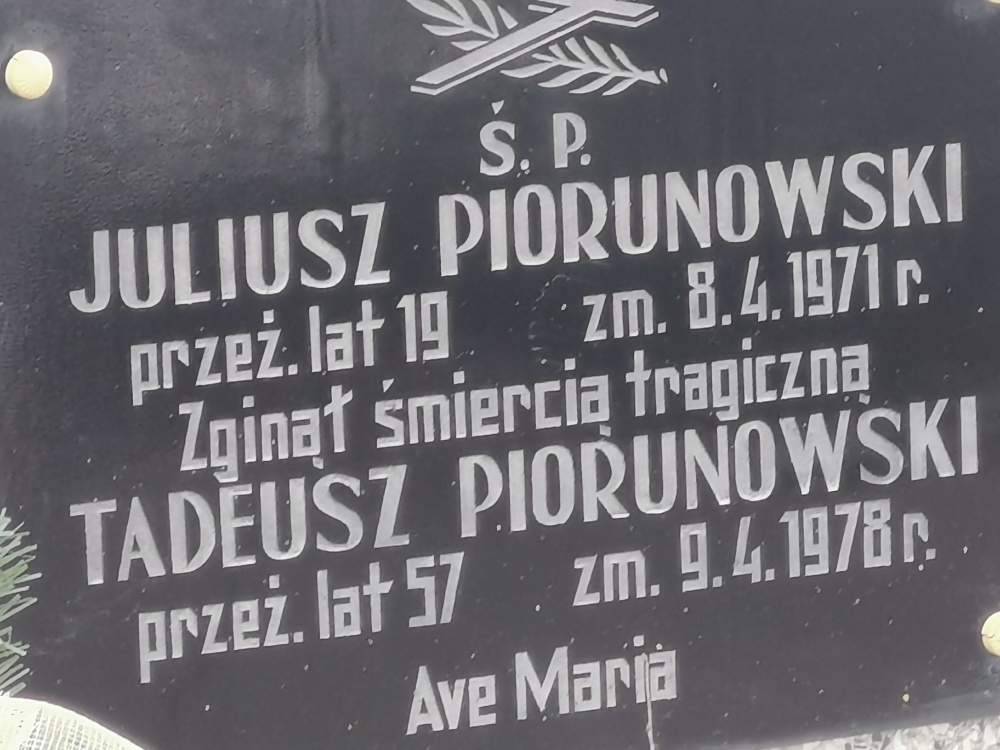 Ś. P.
JULIUSZ PIORUNOWSKI
przeż. lat 19 zm. 8.4.1971 r.
Zginął śmiercią tragiczną
TADEUSZ PIORUNOWSKI
przeż. lat 57 zm. 9.4.1978 r.
Ave Maria